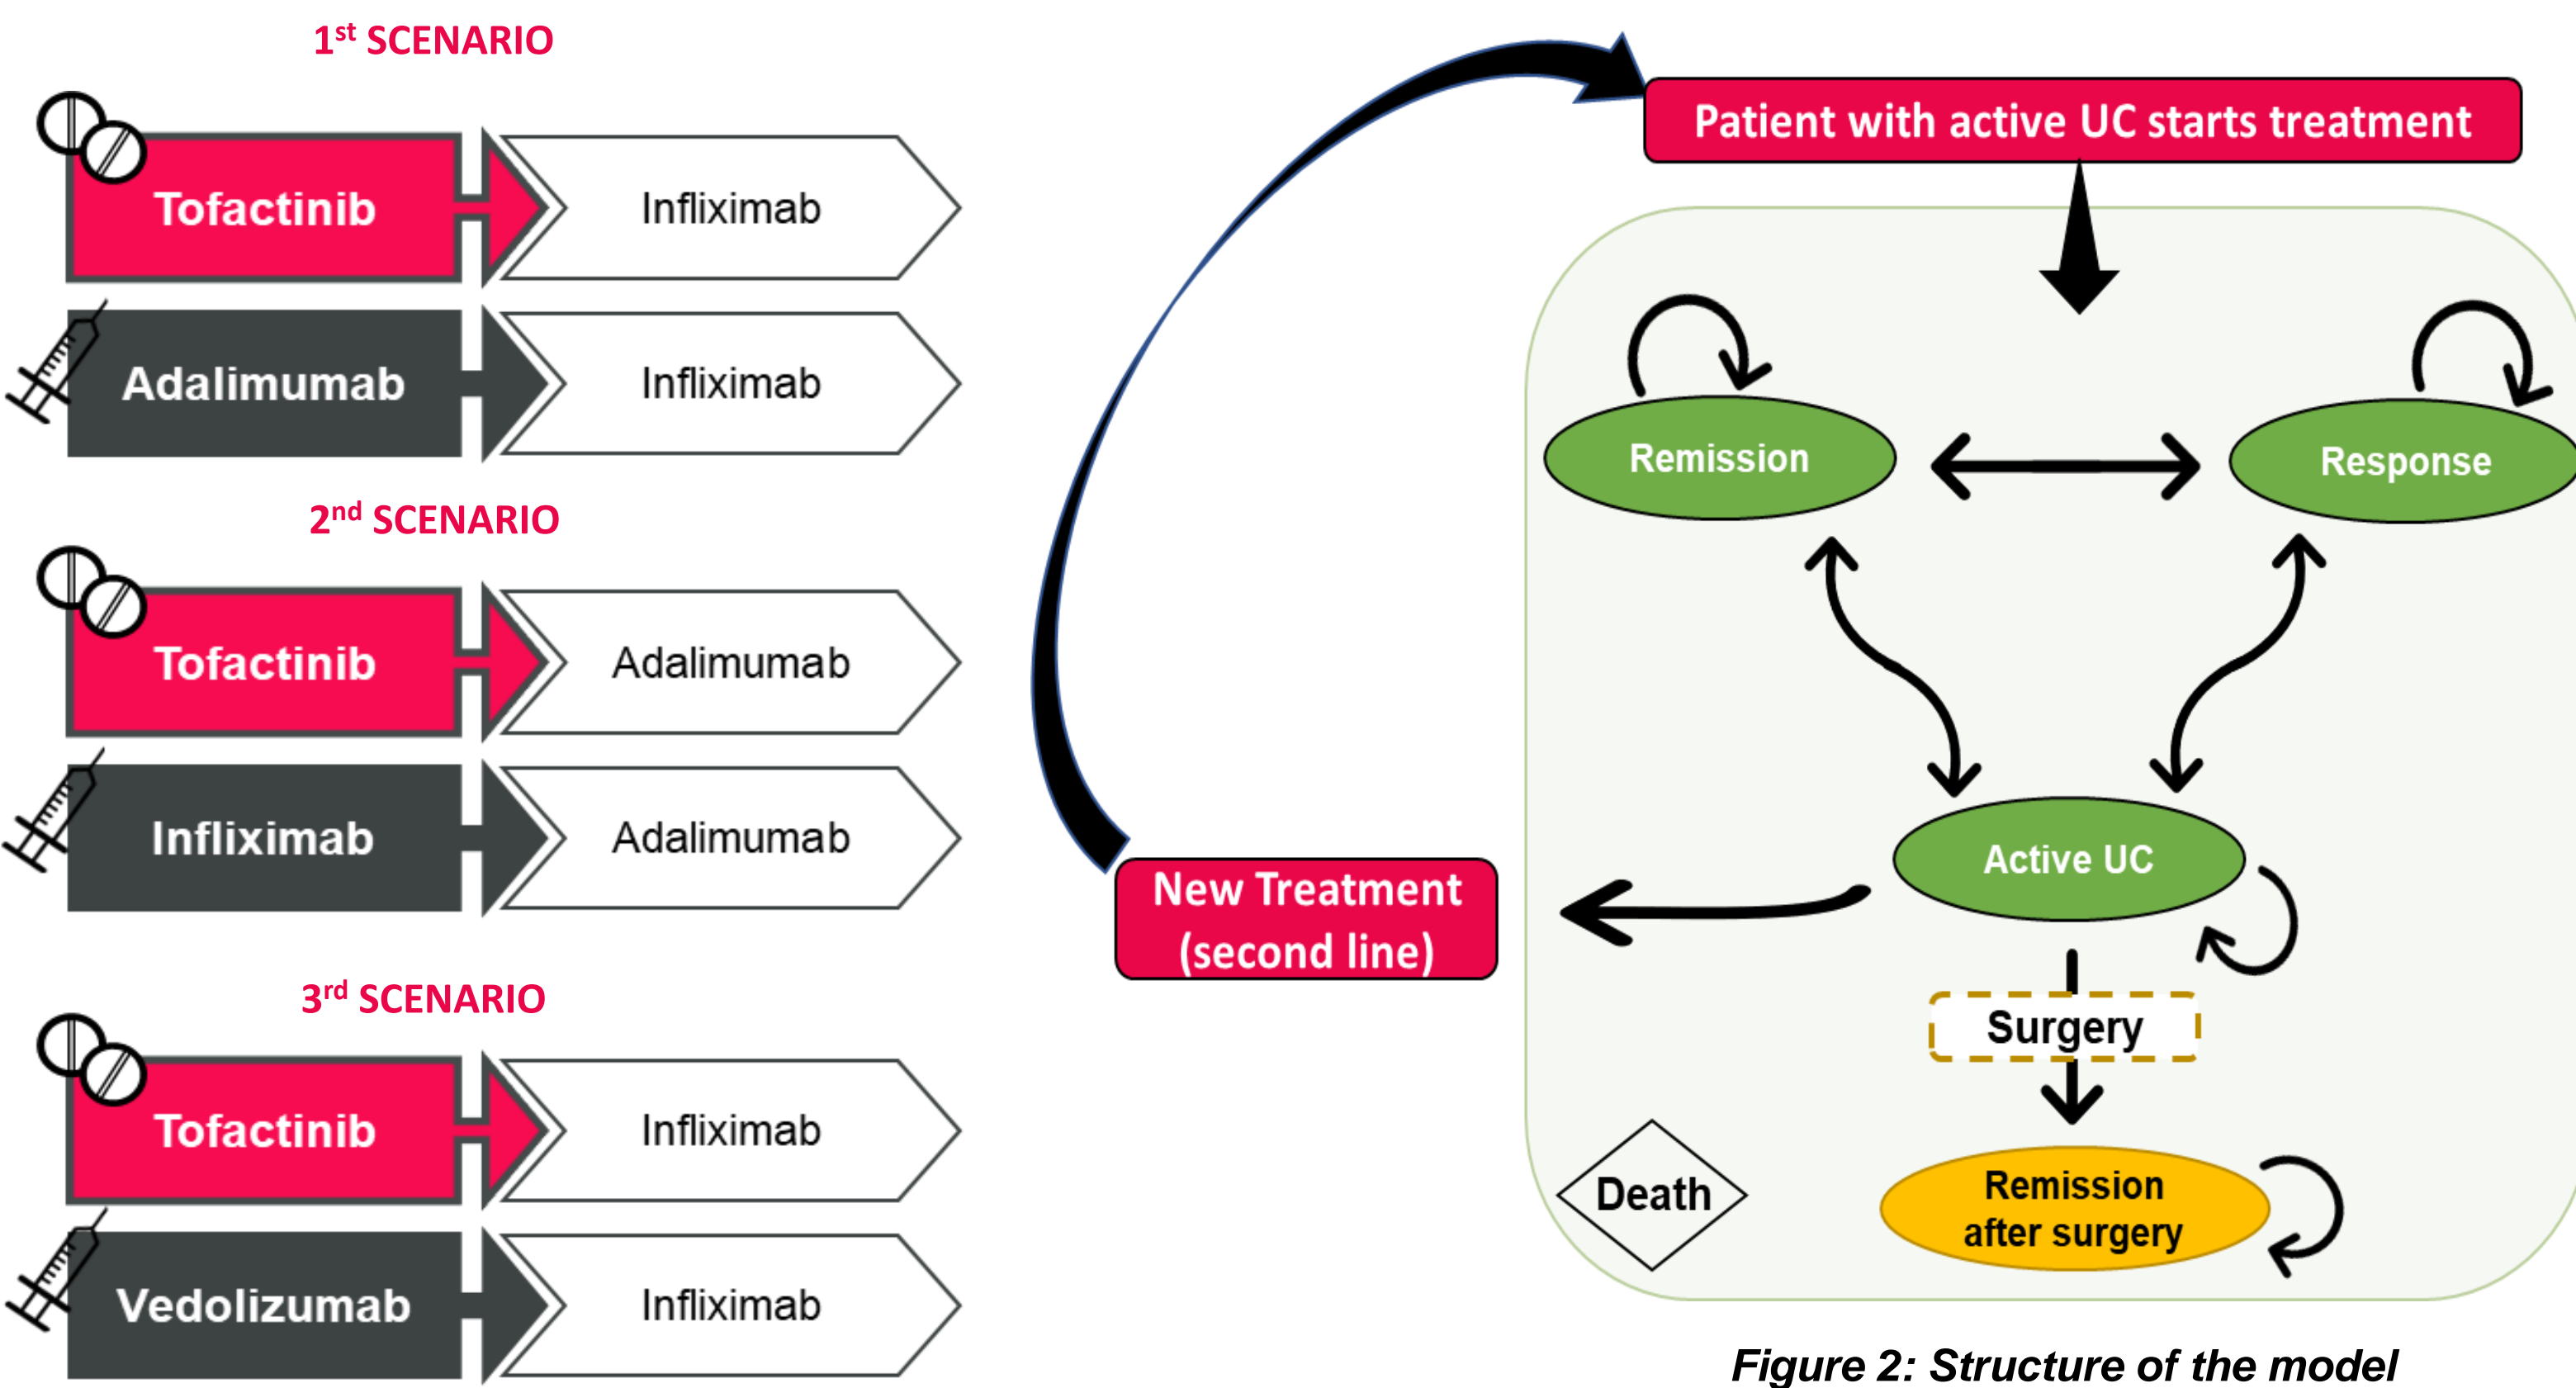 1st SCENARIO
Tofactinib
Infliximab
Adalimumab
Infliximab
2nd SCENARIO
Tofactinib
Adalimumab
Infliximab
Adalimumab
3rd SCENARIO
Tofactinib
Infliximab
Vedolizumab
Infliximab
Patient with active UC starts treatment
Remission
Response
Active UC
New Treatment
(second line)
Surgery
Death
Remission
after surgery
Figure 2: Structure of the model